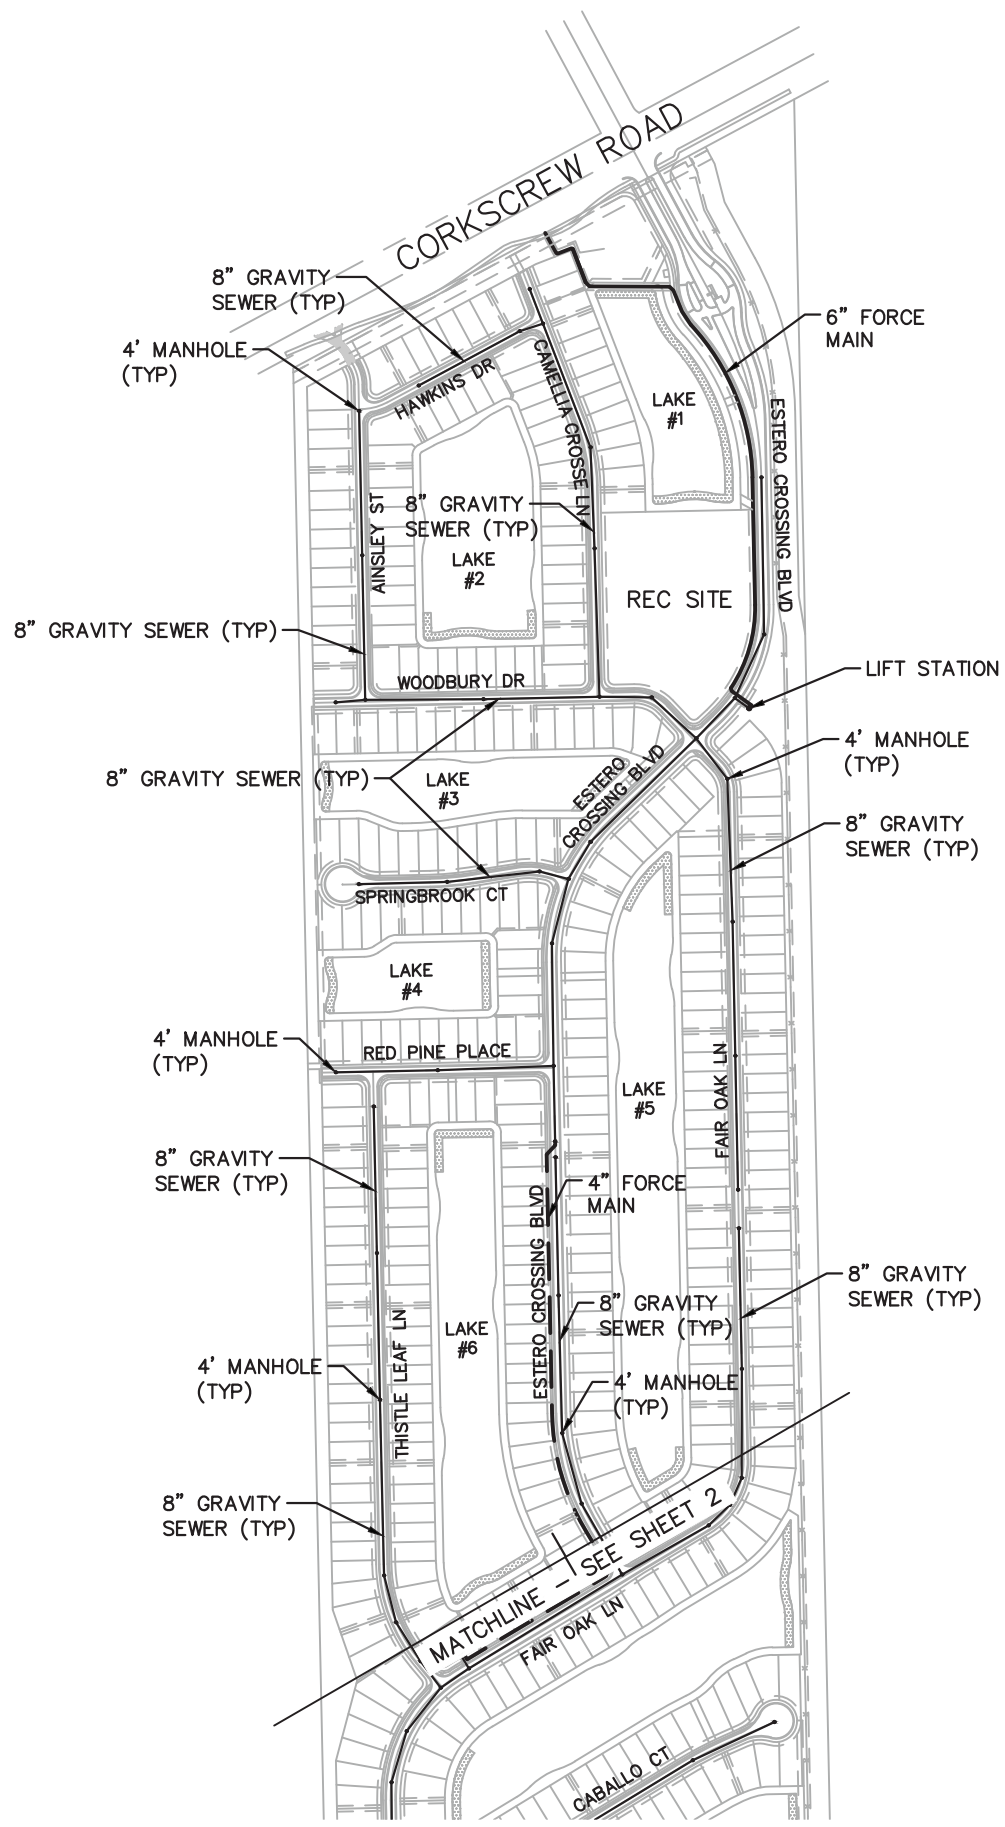 CORKSCREW ROAD
8” GRAVITY
SEWER (TYP)
6” FORCE
MAIN
4’ MANHOLE
(TYP)
HAWKINS DR
CAMELLIA CROSSE LN
LAKE
#1
ESTERO CROSSING BLVD
AINSLEY ST
8” GRAVITY
SEWER (TYP)
LAKE
#2
REC SITE
8” GRAVITY SEWER (TYP)
LIFT STATION
WOODBURY DR
4’ MANHOLE
(TYP)
8” GRAVITY SEWER (TYP)
LAKE
#3
ESTERO
CROSSING BLVD
8” GRAVITY
SEWER (TYP)
SPRINGBROOK CT
LAKE
#4
4’ MANHOLE
(TYP)
RED PINE PLACE
LAKE
#5
FAIR OAK LN
8” GRAVITY
SEWER (TYP)
4” FORCE
MAIN
ESTERO CROSSING BLVD
8” GRAVITY
SEWER (TYP)
8” GRAVITY
SEWER (TYP)
LAKE
#6
THISTLE LEAF LN
4’ MANHOLE
(TYP)
4’ MANHOLE
(TYP)
8” GRAVITY
SEWER (TYP)
MATCHLINE – SEE SHEET 2
FAIR OAK LN
CABALLO CT